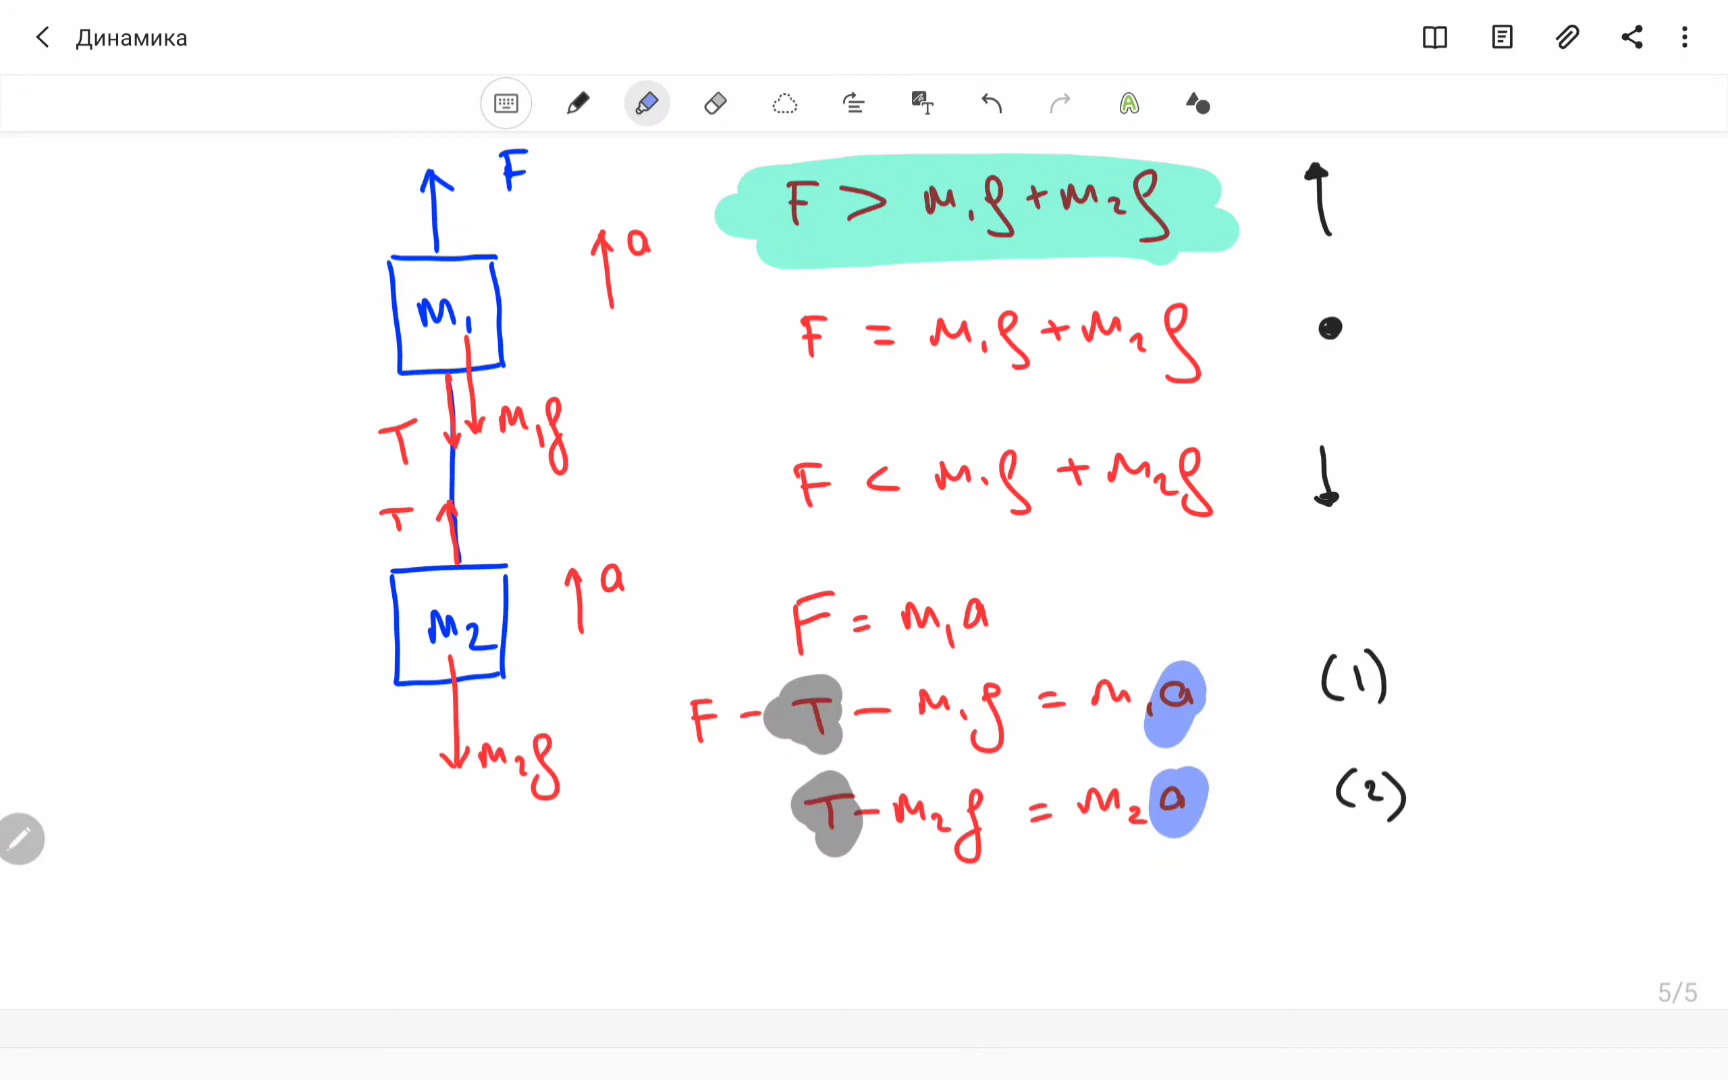 Динамика
F
F > m₁g + m₂g
a
m₁
F = m₁g + m₂g
T
m₁g
F < m₁g + m₂g
T
a
m₂
F = m₁a
F - T - m₁g = m₁a (1)
m₂g
T - m₂g = m₂a (2)
5/5